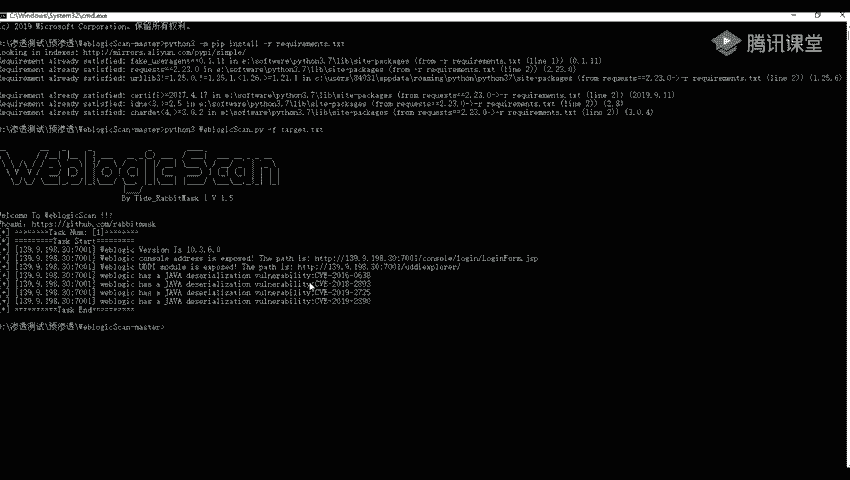 C:\Windows\System32\cmd.exe
(c) 2019 Microsoft Corporation. 保留所有权利。
腾讯课堂
D:\渗透测试\预渗透\WeblogicScan-master>python3 -m pip install -r requirements.txt
Looking in indexes: http://mirrors.aliyun.com/pypi/simple/
Requirement already satisfied: fake_useragent==0.1.11 in e:\software\python3.7\lib\site-packages (from -r requirements.txt (line 1)) (0.1.11)
Requirement already satisfied: requests==2.23.0 in e:\software\python3.7\lib\site-packages (from -r requirements.txt (line 2)) (2.23.0)
Requirement already satisfied: urllib3!=1.25.0,!=1.25.1,<1.26,>=1.21.1 in c:\users\84931\appdata\roaming\python\python37\site-packages (from requests==2.23.0->-r requirements.txt (line 2)) (1.25.6)
Requirement already satisfied: certifi>=2017.4.17 in e:\software\python3.7\lib\site-packages (from requests==2.23.0->-r requirements.txt (line 2)) (2019.9.11)
Requirement already satisfied: idna<3,>=2.5 in e:\software\python3.7\lib\site-packages (from requests==2.23.0->-r requirements.txt (line 2)) (2.8)
Requirement already satisfied: chardet<4,>=3.0.2 in e:\software\python3.7\lib\site-packages (from requests==2.23.0->-r requirements.txt (line 2)) (3.0.4)
D:\渗透测试\预渗透\WeblogicScan-master>python3 WeblogicScan.py -f target.txt
WeblogicScan
By Tide_RabbitMask | V 1.5
Welcome To WeblogicScan !!!
Whoami: https://github.com/rabbitmask
[*] ========Task Num: [1]========
[*] =========Task Start=========
[+] [139.9.198.30:7001] Weblogic Version Is 10.3.6.0
[+] [139.9.198.30:7001] Weblogic console address is exposed! The path is: http://139.9.198.30:7001/console/login/LoginForm.jsp
[+] [139.9.198.30:7001] Weblogic UDDI module is exposed! The path is: http://139.9.198.30:7001/uddiexplorer/
[+] [139.9.198.30:7001] weblogic has a JAVA deserialization vulnerability:CVE-2016-0638
[+] [139.9.198.30:7001] weblogic has a JAVA deserialization vulnerability:CVE-2018-2893
[+] [139.9.198.30:7001] weblogic has a JAVA deserialization vulnerability:CVE-2019-2725
[+] [139.9.198.30:7001] weblogic has a JAVA deserialization vulnerability:CVE-2019-2890
[*] ==========Task End==========
D:\渗透测试\预渗透\WeblogicScan-master>